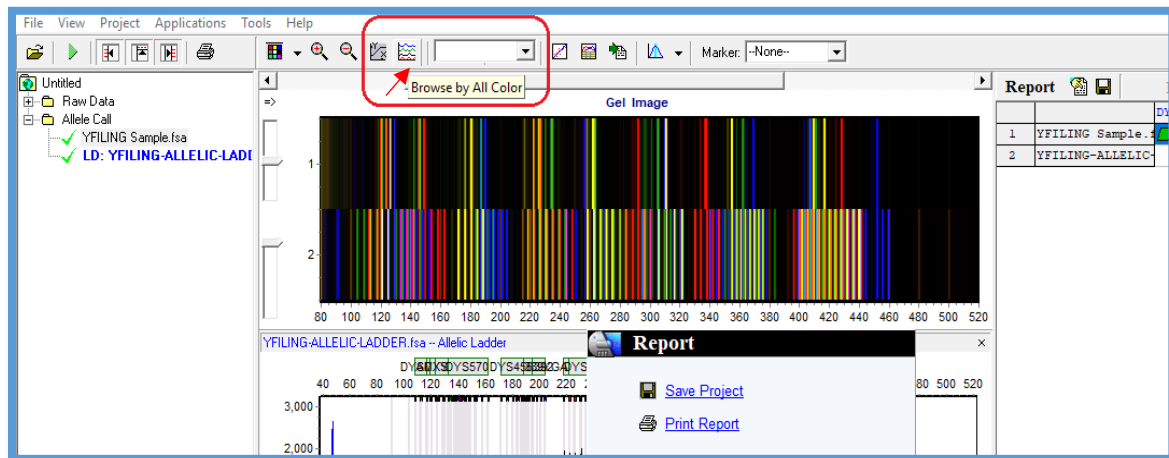 File View Project Applications Tools Help
Marker: --None--
Browse by All Color
Untitled
Raw Data
Allele Call
YFILING Sample.fsa
LD: YFILING-ALLELIC-LADD
=>
Gel Image
1
2
80 100 120 140 160 180 200 220 240 260 280 300 320 340 360 380 400 420 440 460 480 500 520
YFILING-ALLELIC-LADDER.fsa -- Allelic Ladder
DYS570
40 60 80 100 120 140 160 180 200 220
80 500 520
3,000
2,000
Report
Save Project
Print Report
Report
DY
1 YFILING Sample.f
2 YFILING-ALLELIC-